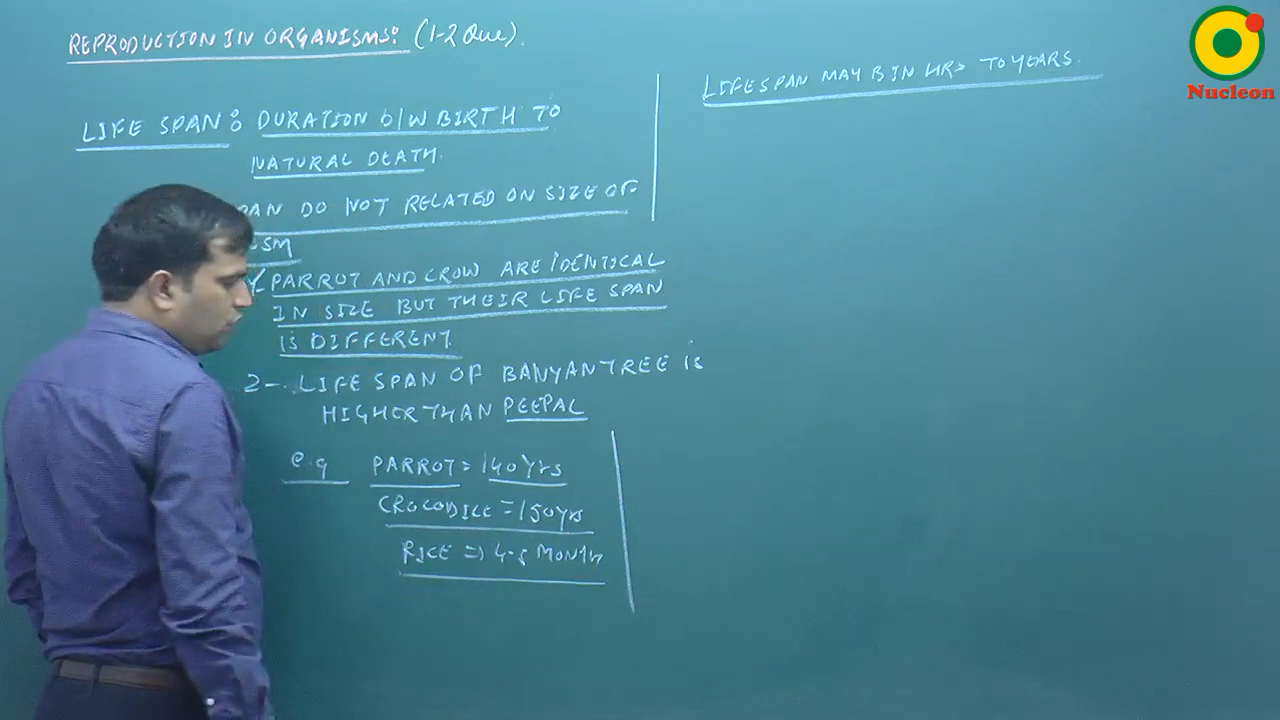 REPRODUCTION IN ORGANISMS: (1-2 Que).
LIFE SPAN: DURATION b/W BIRTH TO
NATURAL DEATH.
PAN DO NOT RELATED ON SIZE OF
SM
PARROT AND CROW ARE IDENTICAL
IN SIZE BUT THEIR LIFE SPAN
IS DIFFERENT
2- LIFE SPAN OF BANYAN TREE IS
HIGHER THAN PEEPAL
e.g PARROT = 140 Yrs
CROCODILE = 150 yrs
RICE => 4-5 MONTH
LIFE SPAN MAY B IN HRS TO YEARS.
Nucleon